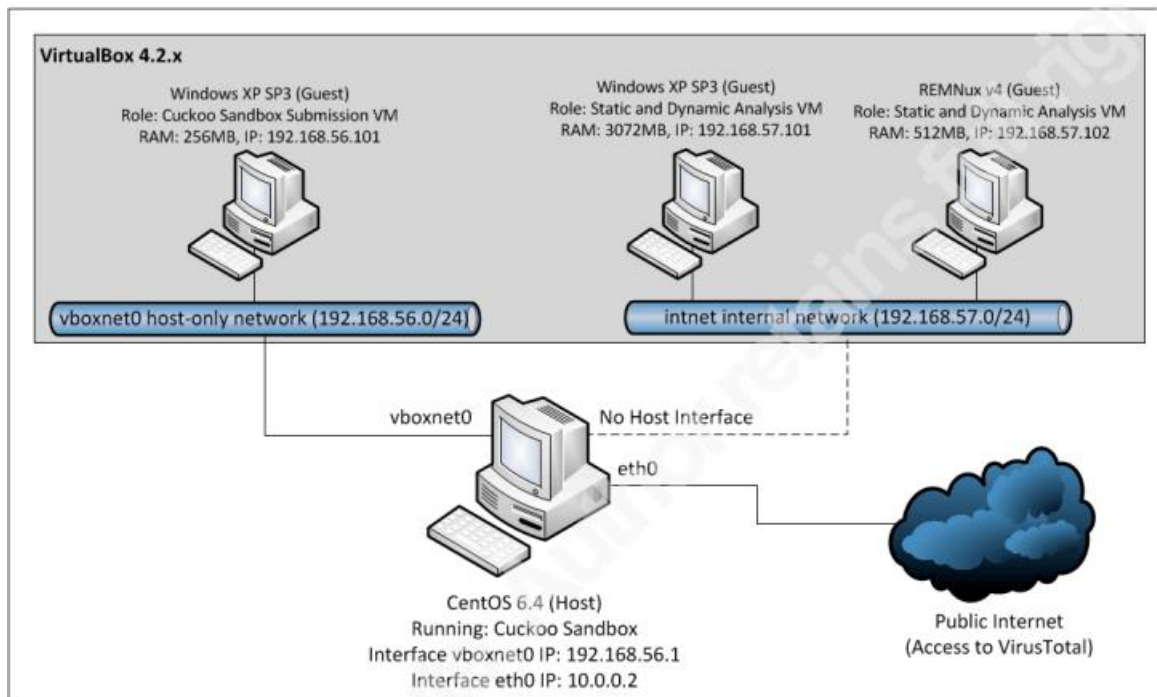 VirtualBox 4.2.x
Windows XP SP3 (Guest)
Role: Cuckoo Sandbox Submission VM
RAM: 256MB, IP: 192.168.56.101
Windows XP SP3 (Guest)
Role: Static and Dynamic Analysis VM
RAM: 3072MB, IP: 192.168.57.101
REMNux v4 (Guest)
Role: Static and Dynamic Analysis VM
RAM: 512MB, IP: 192.168.57.102
vboxnet0 host-only network (192.168.56.0/24)
intnet internal network (192.168.57.0/24)
vboxnet0
No Host Interface
eth0
CentOS 6.4 (Host)
Running: Cuckoo Sandbox
Interface vboxnet0 IP: 192.168.56.1
Interface eth0 IP: 10.0.0.2
Public Internet
(Access to VirusTotal)
Author retains